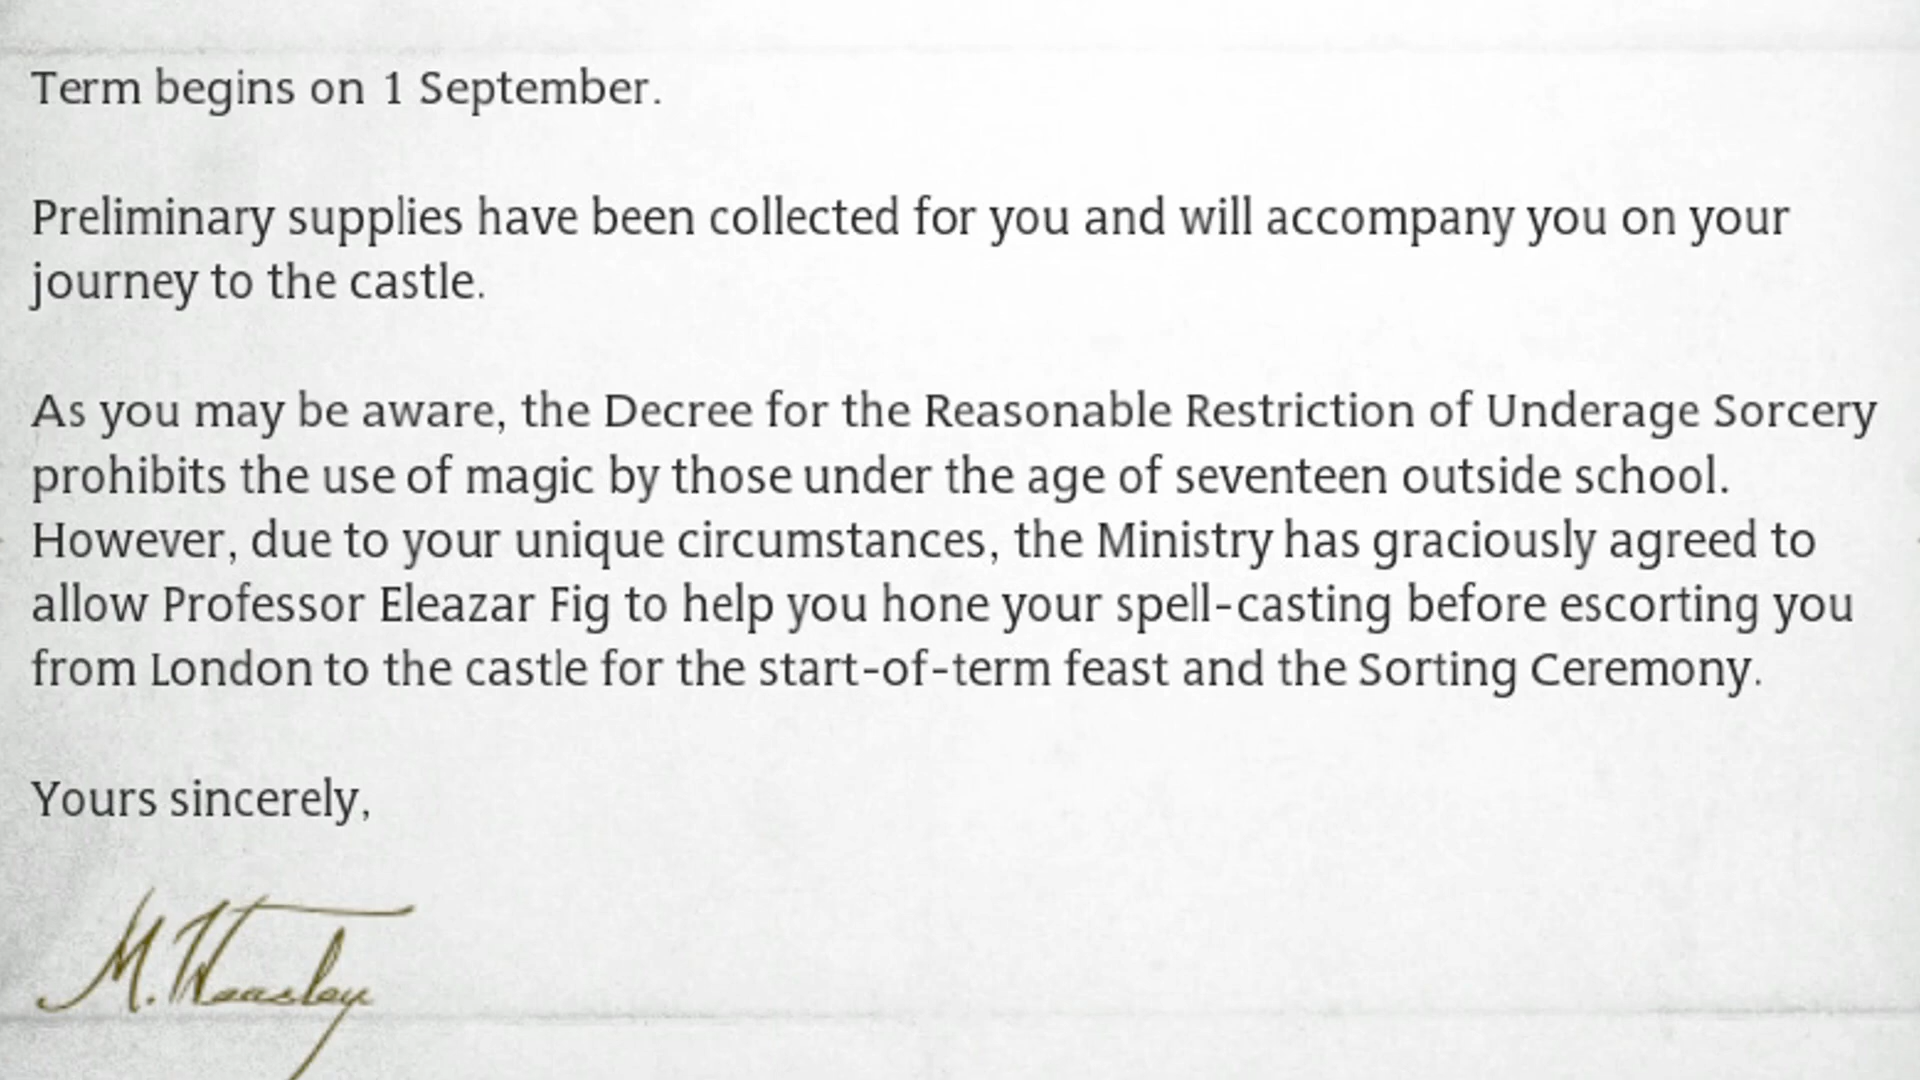 Term begins on 1 September.
Preliminary supplies have been collected for you and will accompany you on your
journey to the castle.
As you may be aware, the Decree for the Reasonable Restriction of Underage Sorcery
prohibits the use of magic by those under the age of seventeen outside school.
However, due to your unique circumstances, the Ministry has graciously agreed to
allow Professor Eleazar Fig to help you hone your spell-casting before escorting you
from London to the castle for the start-of-term feast and the Sorting Ceremony.
Yours sincerely,
M. Weasley